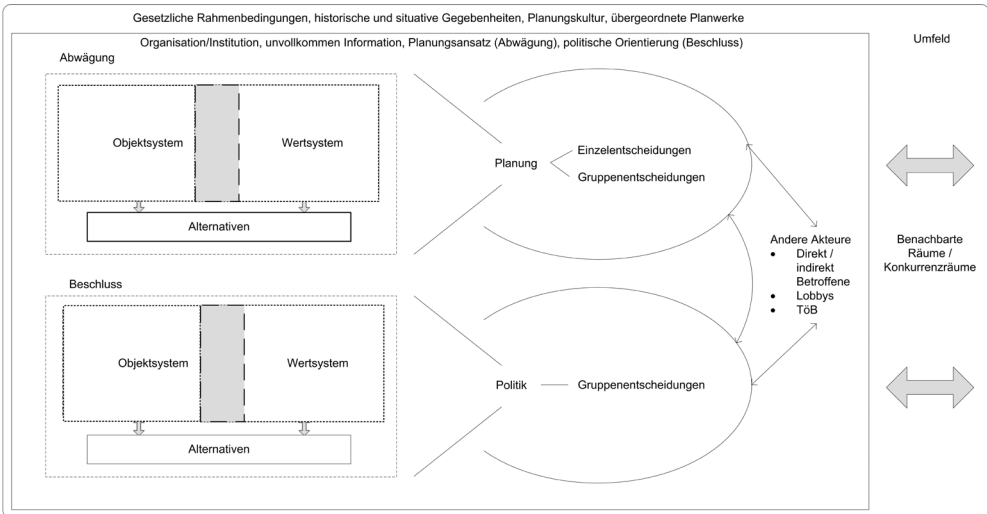 Gesetzliche Rahmenbedingungen, historische und situative Gegebenheiten, Planungskultur, übergeordnete Planwerke
Organisation/Institution, unvollkommen Information, Planungsansatz (Abwägung), politische Orientierung (Beschluss)
Umfeld
Abwägung
Objektsystem
Wertsystem
Alternativen
Planung
Einzelentscheidungen
Gruppenentscheidungen
Andere Akteure
• Direkt /
indirekt
Betroffene
• Lobbys
• TöB
Benachbarte
Räume /
Konkurrenzräume
Beschluss
Objektsystem
Wertsystem
Alternativen
Politik
Gruppenentscheidungen